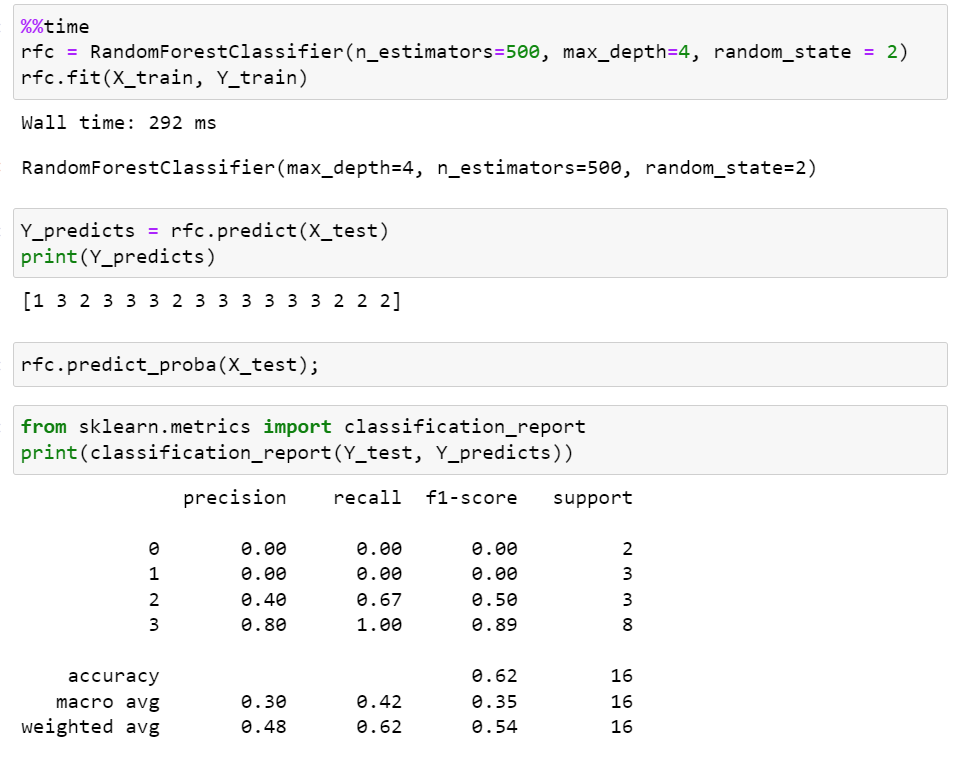 %%time
rfc = RandomForestClassifier(n_estimators=500, max_depth=4, random_state = 2)
rfc.fit(X_train, Y_train)
Wall time: 292 ms
RandomForestClassifier(max_depth=4, n_estimators=500, random_state=2)
Y_predicts = rfc.predict(X_test)
print(Y_predicts)
[1 3 2 3 3 3 2 3 3 3 3 3 3 2 2 2]
rfc.predict_proba(X_test);
from sklearn.metrics import classification_report
print(classification_report(Y_test, Y_predicts))
precision recall f1-score support
0 0.00 0.00 0.00 2
1 0.00 0.00 0.00 3
2 0.40 0.67 0.50 3
3 0.80 1.00 0.89 8
accuracy 0.62 16
macro avg 0.30 0.42 0.35 16
weighted avg 0.48 0.62 0.54 16